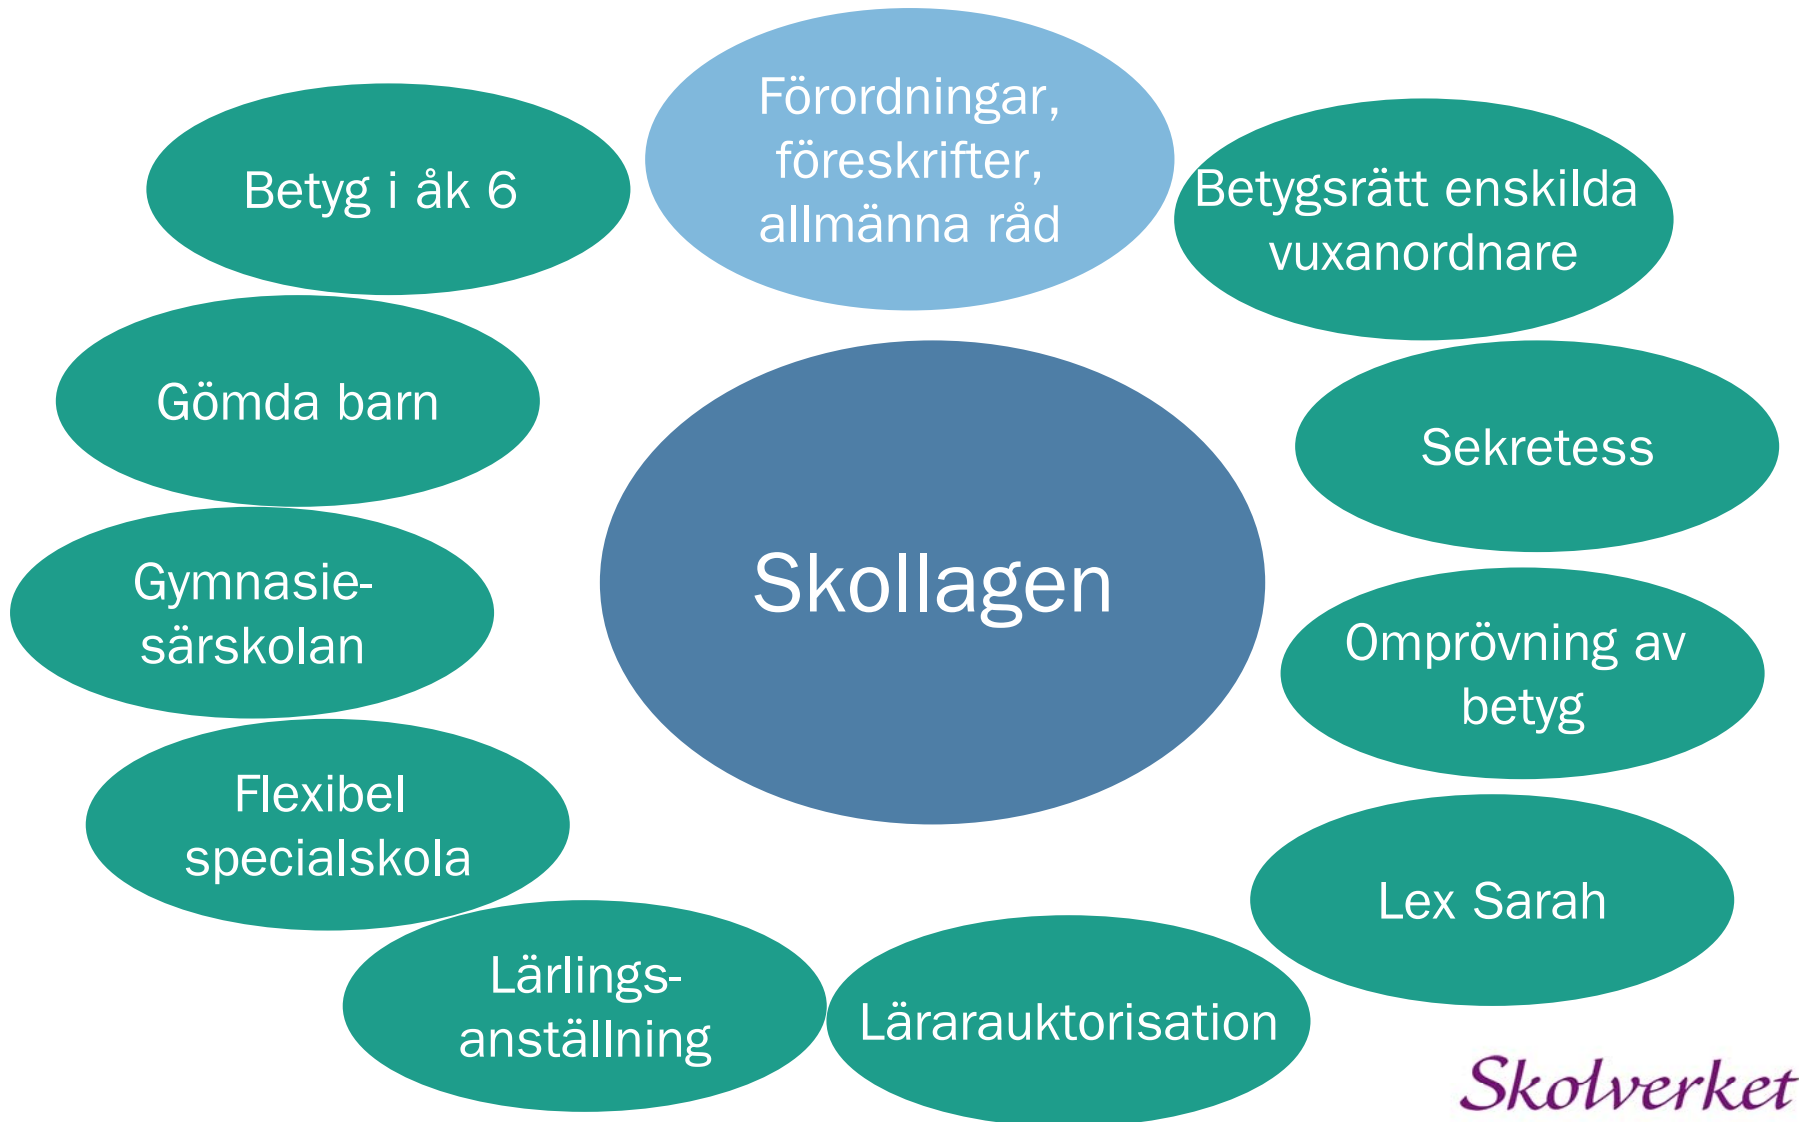 Förordningar,
föreskrifter,
allmänna råd
Betyg i åk 6
Betygsrätt enskilda
vuxanordnare
Gömda barn
Sekretess
Skollagen
Gymnasie-
särskolan
Omprövning av
betyg
Flexibel
specialskola
Lex Sarah
Lärlings-
anställning
Lärarauktorisation
Skolverket